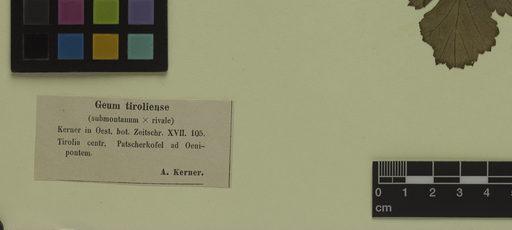 Geum tiroliense
(submontanum × rivale)
Kerner in Oest. bot. Zeitschr. XVII. 105.
Tirolia centr. Patscherkofel ad Oeni-
pontem.
A. Kerner.
0 1 2 3 4
cm